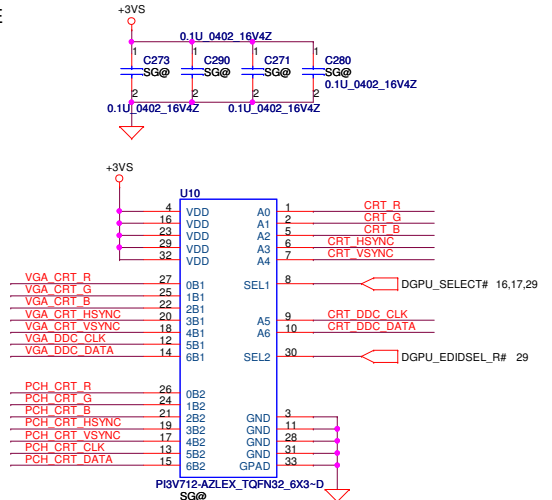 E
+3VS
0.1U_0402_16V4Z
1 1 1 1
C273 C290 C271 C280
SG@ SG@ SG@ SG@
0.1U_0402_16V4Z
2 2 2 2
0.1U_0402_16V4Z 0.1U_0402_16V4Z
+3VS
U10
4 VDD A0 1 CRT_R
16 VDD A1 2 CRT_G
23 VDD A2 5 CRT_B
29 VDD A3 6 CRT_HSYNC
32 VDD A4 7 CRT_VSYNC
VGA_CRT_R 27 0B1 SEL1 8 DGPU_SELECT# 16,17,29
VGA_CRT_G 25 1B1
VGA_CRT_B 22 2B1
VGA_CRT_HSYNC 20 3B1 A5 9 CRT_DDC_CLK
VGA_CRT_VSYNC 18 4B1 A6 10 CRT_DDC_DATA
VGA_DDC_CLK 12 5B1
VGA_DDC_DATA 14 6B1 SEL2 30 DGPU_EDIDSEL_R# 29
PCH_CRT_R 26 0B2
PCH_CRT_G 24 1B2
PCH_CRT_B 21 2B2 GND 3
PCH_CRT_HSYNC 19 3B2 GND 11
PCH_CRT_VSYNC 17 4B2 GND 28
PCH_CRT_CLK 13 5B2 GND 31
PCH_CRT_DATA 15 6B2 GPAD 33
PI3V712-AZLEX_TQFN32_6X3~D
SG@